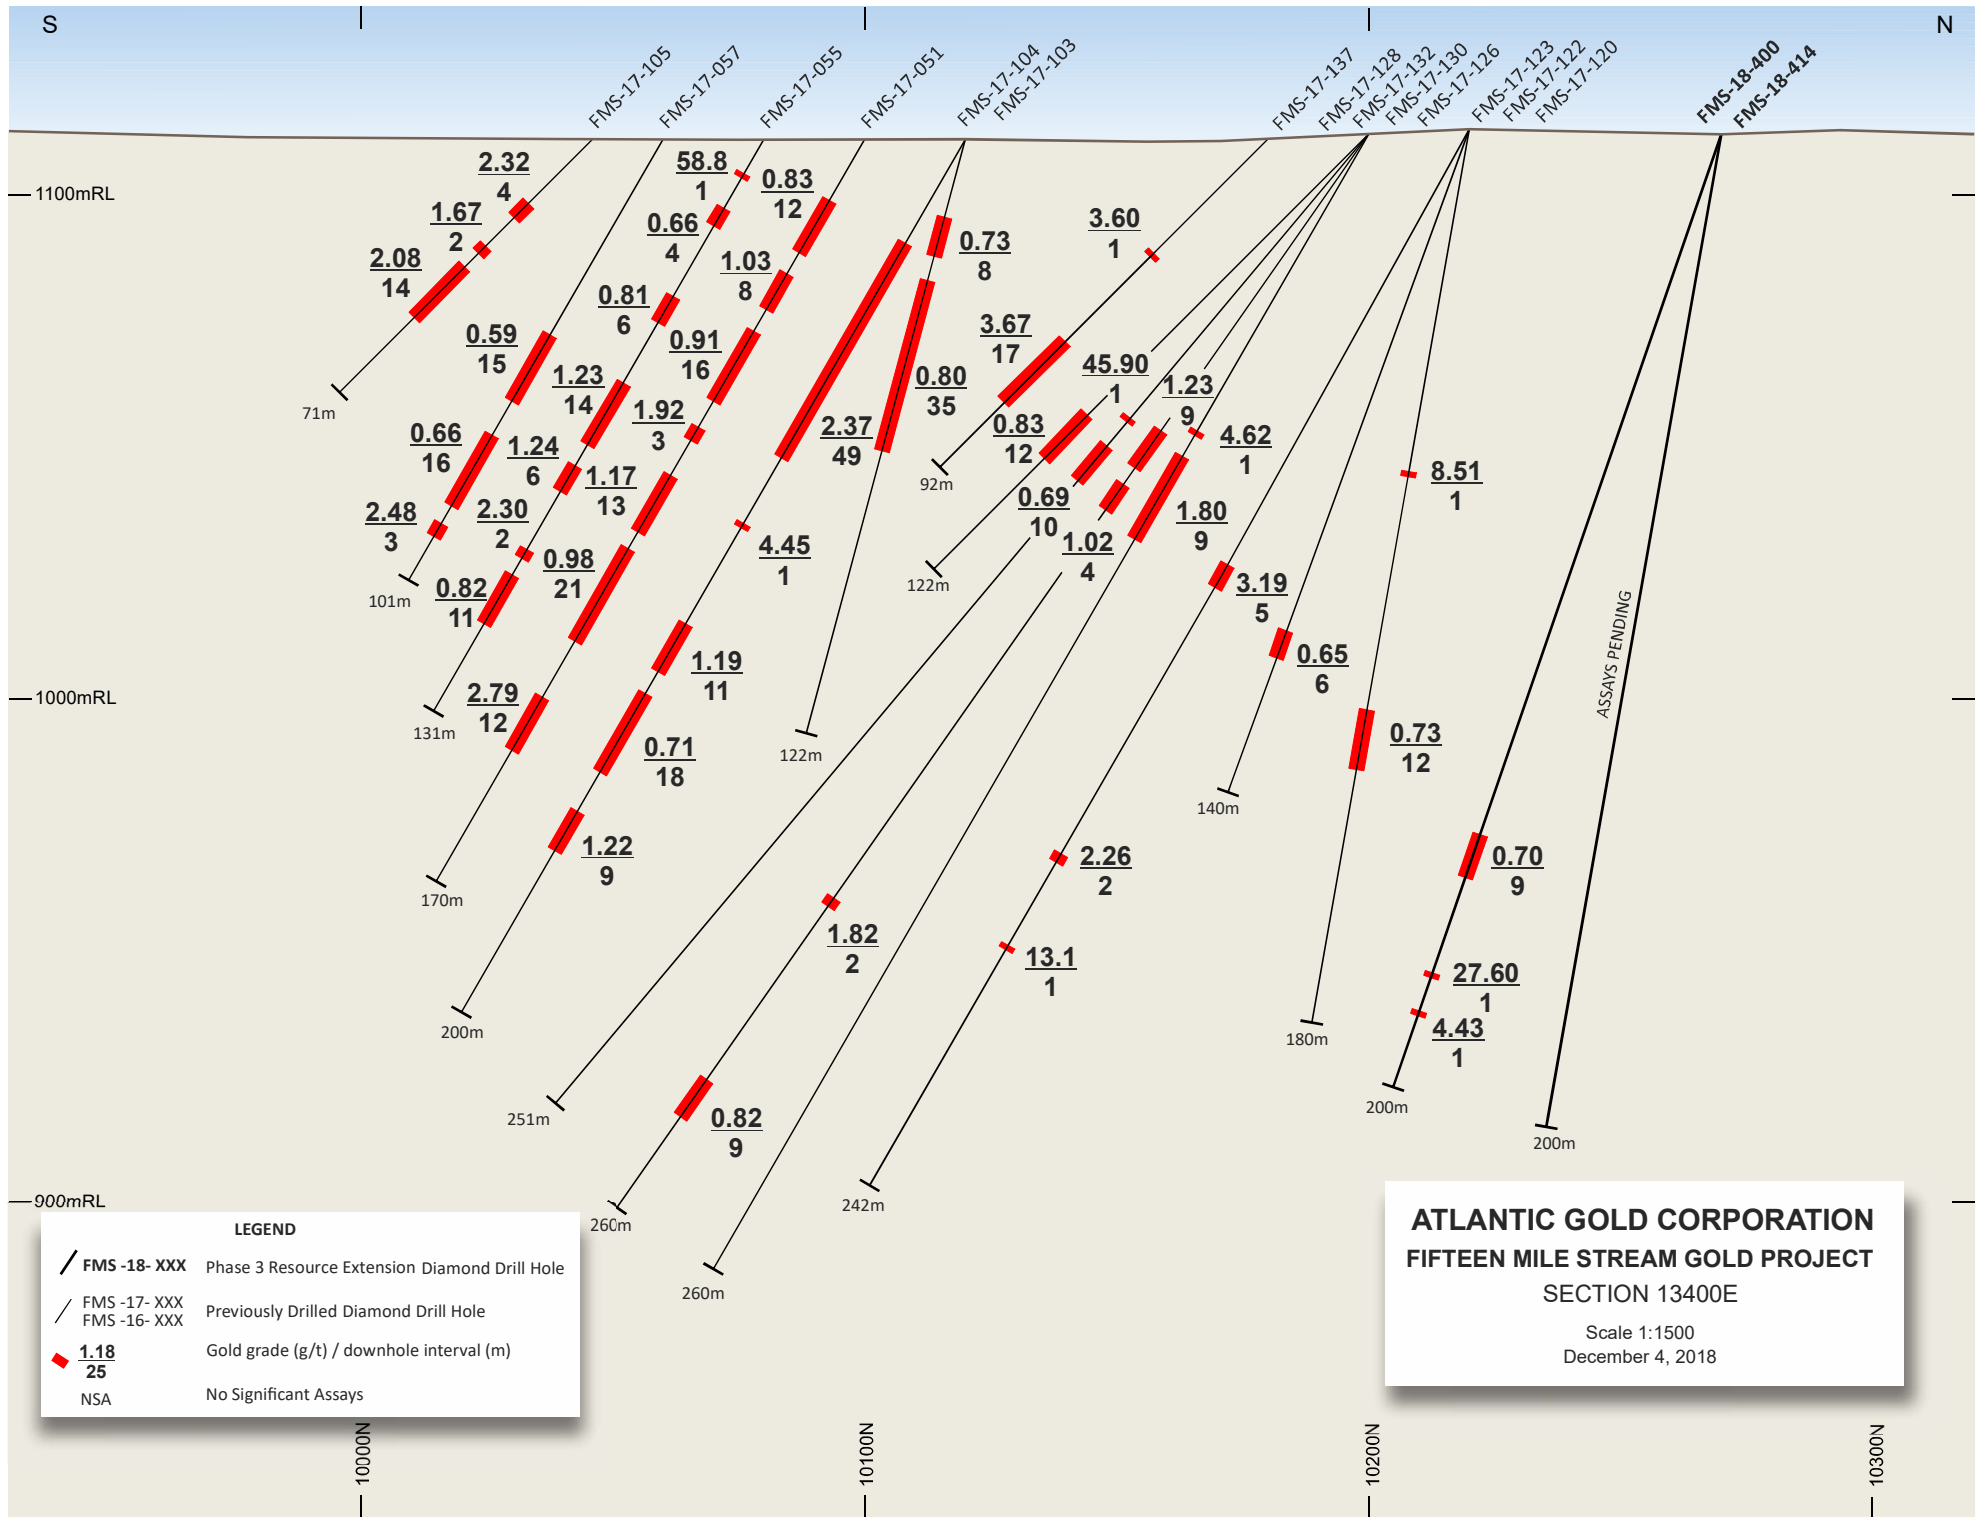 S
N
FMS-17-105
FMS-17-057
FMS-17-055
FMS-17-051
FMS-17-104
FMS-17-103
FMS-17-137
FMS-17-128
FMS-17-132
FMS-17-130
FMS-17-126
FMS-17-123
FMS-17-122
FMS-17-120
FMS-18-400
FMS-18-414
1100mRL
1000mRL
900mRL
2.32
4
1.67
2
2.08
14
71m
0.59
15
0.66
16
2.48
3
101m
58.8
1
0.66
4
0.81
6
1.23
14
1.24
6
2.30
2
0.82
11
131m
0.83
12
1.03
8
0.91
16
1.92
3
1.17
13
0.98
21
2.79
12
170m
2.37
49
4.45
1
1.19
11
0.71
18
1.22
9
200m
0.73
8
0.80
35
122m
3.60
1
3.67
17
92m
0.83
12
122m
45.90
1
0.69
10
251m
1.23
9
1.02
4
1.82
2
0.82
9
260m
4.62
1
1.80
9
260m
3.19
5
2.26
2
13.1
1
242m
0.65
6
140m
8.51
1
0.73
12
180m
0.70
9
27.60
1
4.43
1
200m
ASSAYS PENDING
200m
LEGEND
FMS -18- XXX Phase 3 Resource Extension Diamond Drill Hole
FMS -17- XXX
FMS -16- XXX
Previously Drilled Diamond Drill Hole
1.18
25
Gold grade (g/t) / downhole interval (m)
NSA No Significant Assays
ATLANTIC GOLD CORPORATION
FIFTEEN MILE STREAM GOLD PROJECT
SECTION 13400E
Scale 1:1500
December 4, 2018
10000N
10100N
10200N
10300N